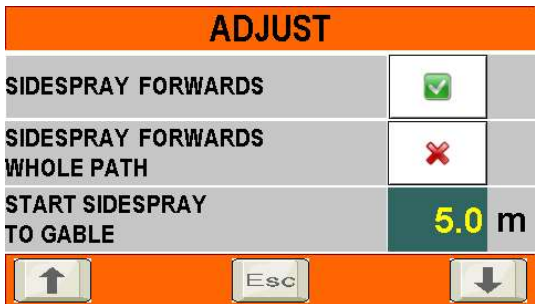 ADJUST
SIDESPRAY FORWARDS
SIDESPRAY FORWARDS
WHOLE PATH
START SIDESPRAY
TO GABLE
5.0 m
Esc